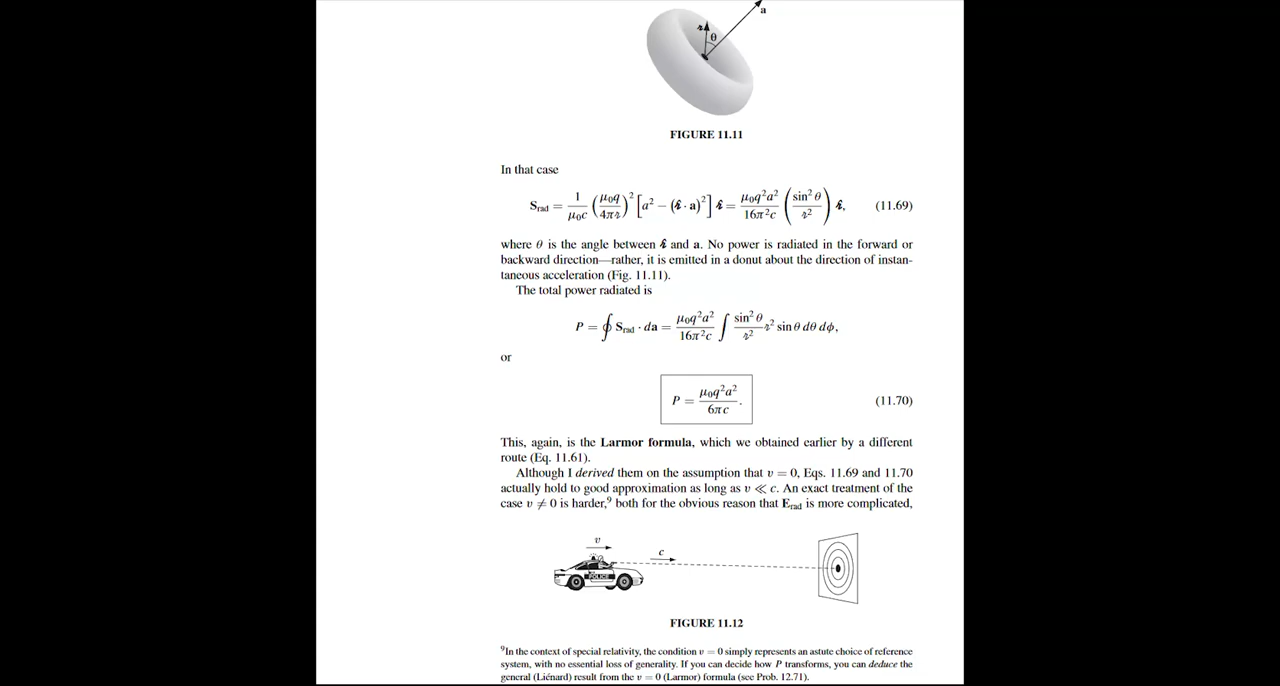 a
𝓇 θ
FIGURE 11.11
In that case
S_rad = 1/(μ₀c) (μ₀q/(4π𝓇))² [a² − (𝓇̂ · a)²] 𝓇̂ = μ₀q²a²/(16π²c) (sin² θ/𝓇²) 𝓇̂, (11.69)
where θ is the angle between 𝓇̂ and a. No power is radiated in the forward or
backward direction—rather, it is emitted in a donut about the direction of instan-
taneous acceleration (Fig. 11.11).
The total power radiated is
P = ∮ S_rad · da = μ₀q²a²/(16π²c) ∫ sin² θ/𝓇² 𝓇² sin θ dθ dϕ,
or
P = μ₀q²a²/(6πc). (11.70)
This, again, is the Larmor formula, which we obtained earlier by a different
route (Eq. 11.61).
Although I derived them on the assumption that v = 0, Eqs. 11.69 and 11.70
actually hold to good approximation as long as v ≪ c. An exact treatment of the
case v ≠ 0 is harder,⁹ both for the obvious reason that E_rad is more complicated,
v
c
POLICE
FIGURE 11.12
⁹In the context of special relativity, the condition v = 0 simply represents an astute choice of reference
system, with no essential loss of generality. If you can decide how P transforms, you can deduce the
general (Liénard) result from the v = 0 (Larmor) formula (see Prob. 12.71).